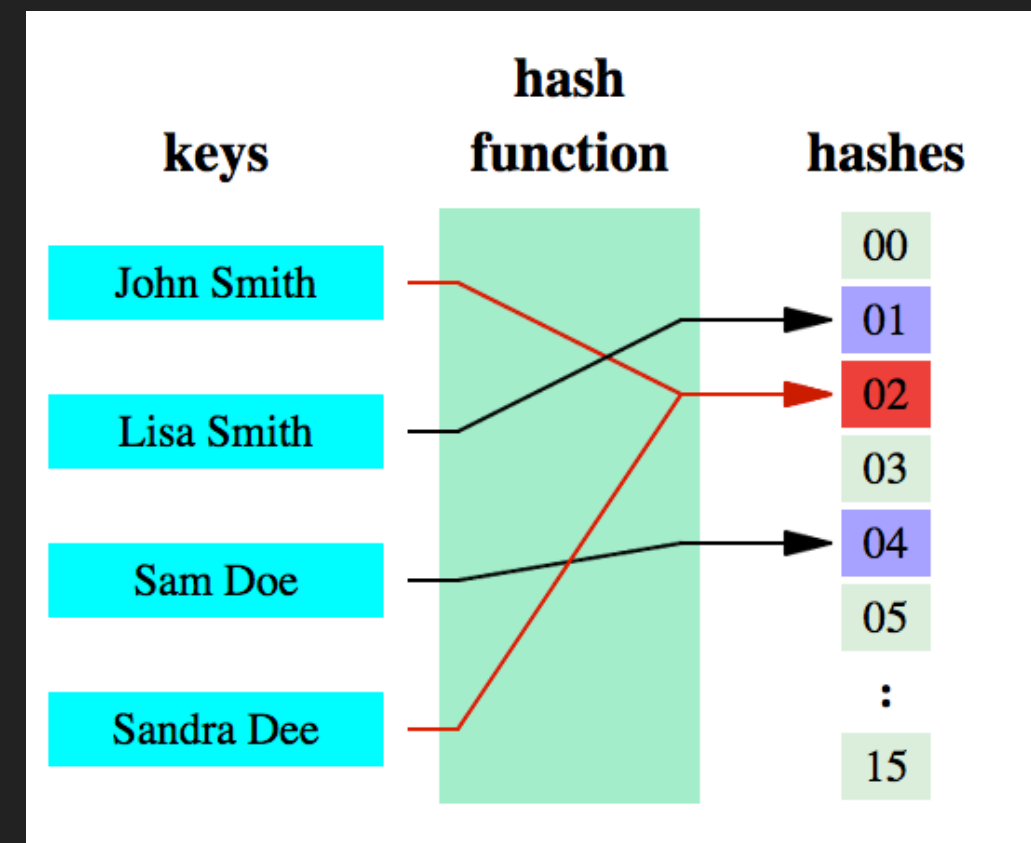 hash
function
keys
hashes
John Smith
Lisa Smith
Sam Doe
Sandra Dee
00
01
02
03
04
05
:
15